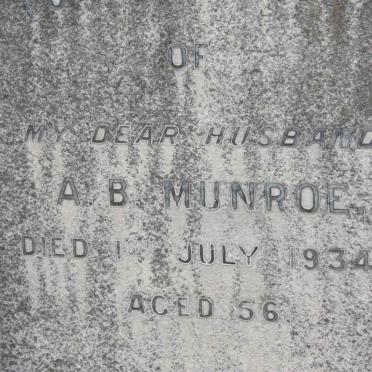 OF
MY DEAR HUSBAND
A. B. MUNROE.
DIED 1ST JULY 1934
AGED 56.